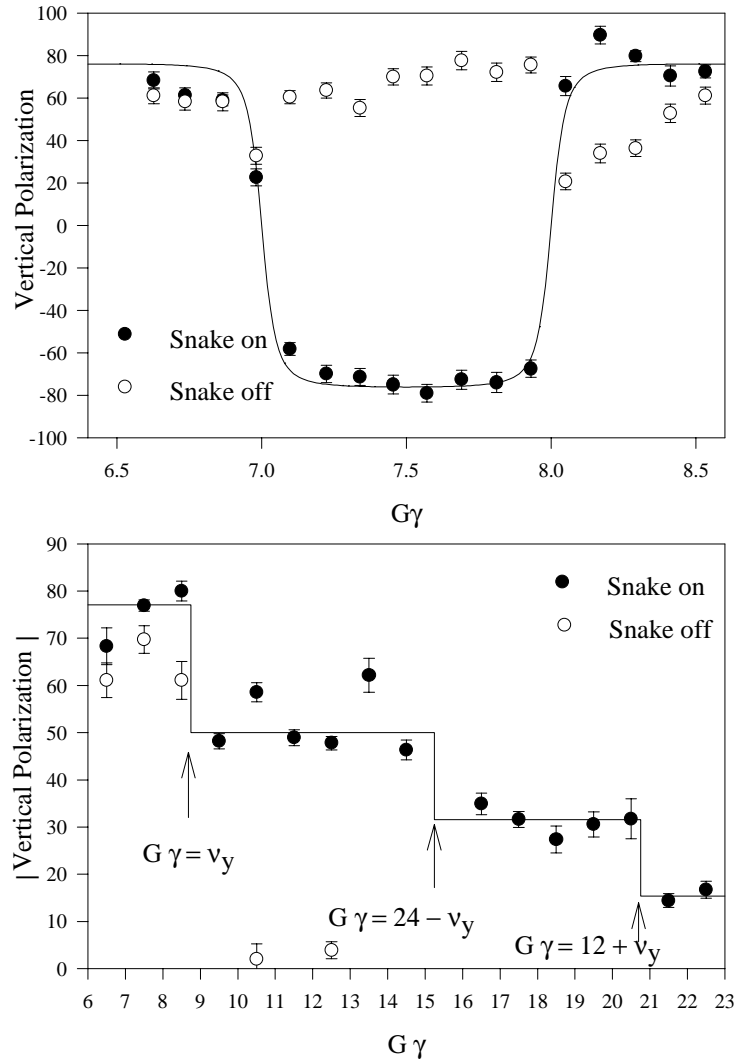 100
80
60
40
20
0
-20
-40
-60
-80
-100
Vertical Polarization
Snake on
Snake off
6.5 7.0 7.5 8.0 8.5
Gγ
90
80
70
60
50
40
30
20
10
0
| Vertical Polarization |
Snake on
Snake off
G γ = νy
G γ = 24 − νy
G γ = 12 + νy
6 7 8 9 10 11 12 13 14 15 16 17 18 19 20 21 22 23
G γ